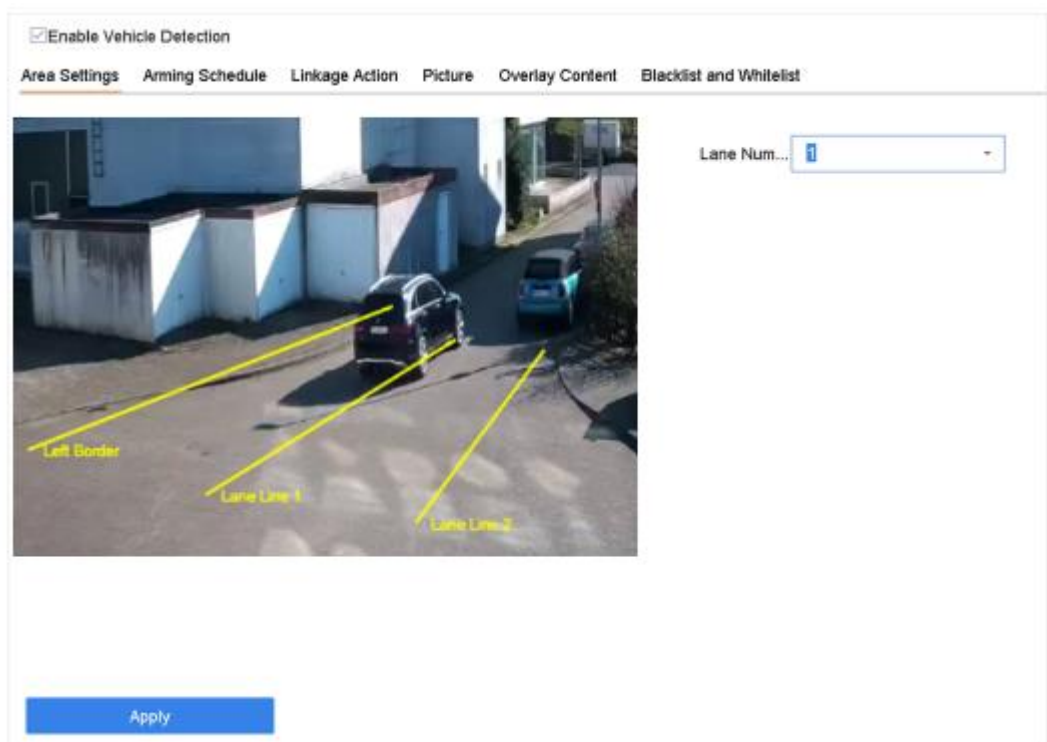 Enable Vehicle Detection
Area Settings Arming Schedule Linkage Action Picture Overlay Content Blacklist and Whitelist
Lane Num... 1
Left Border
Lane Line 1
Lane Line 2
Apply